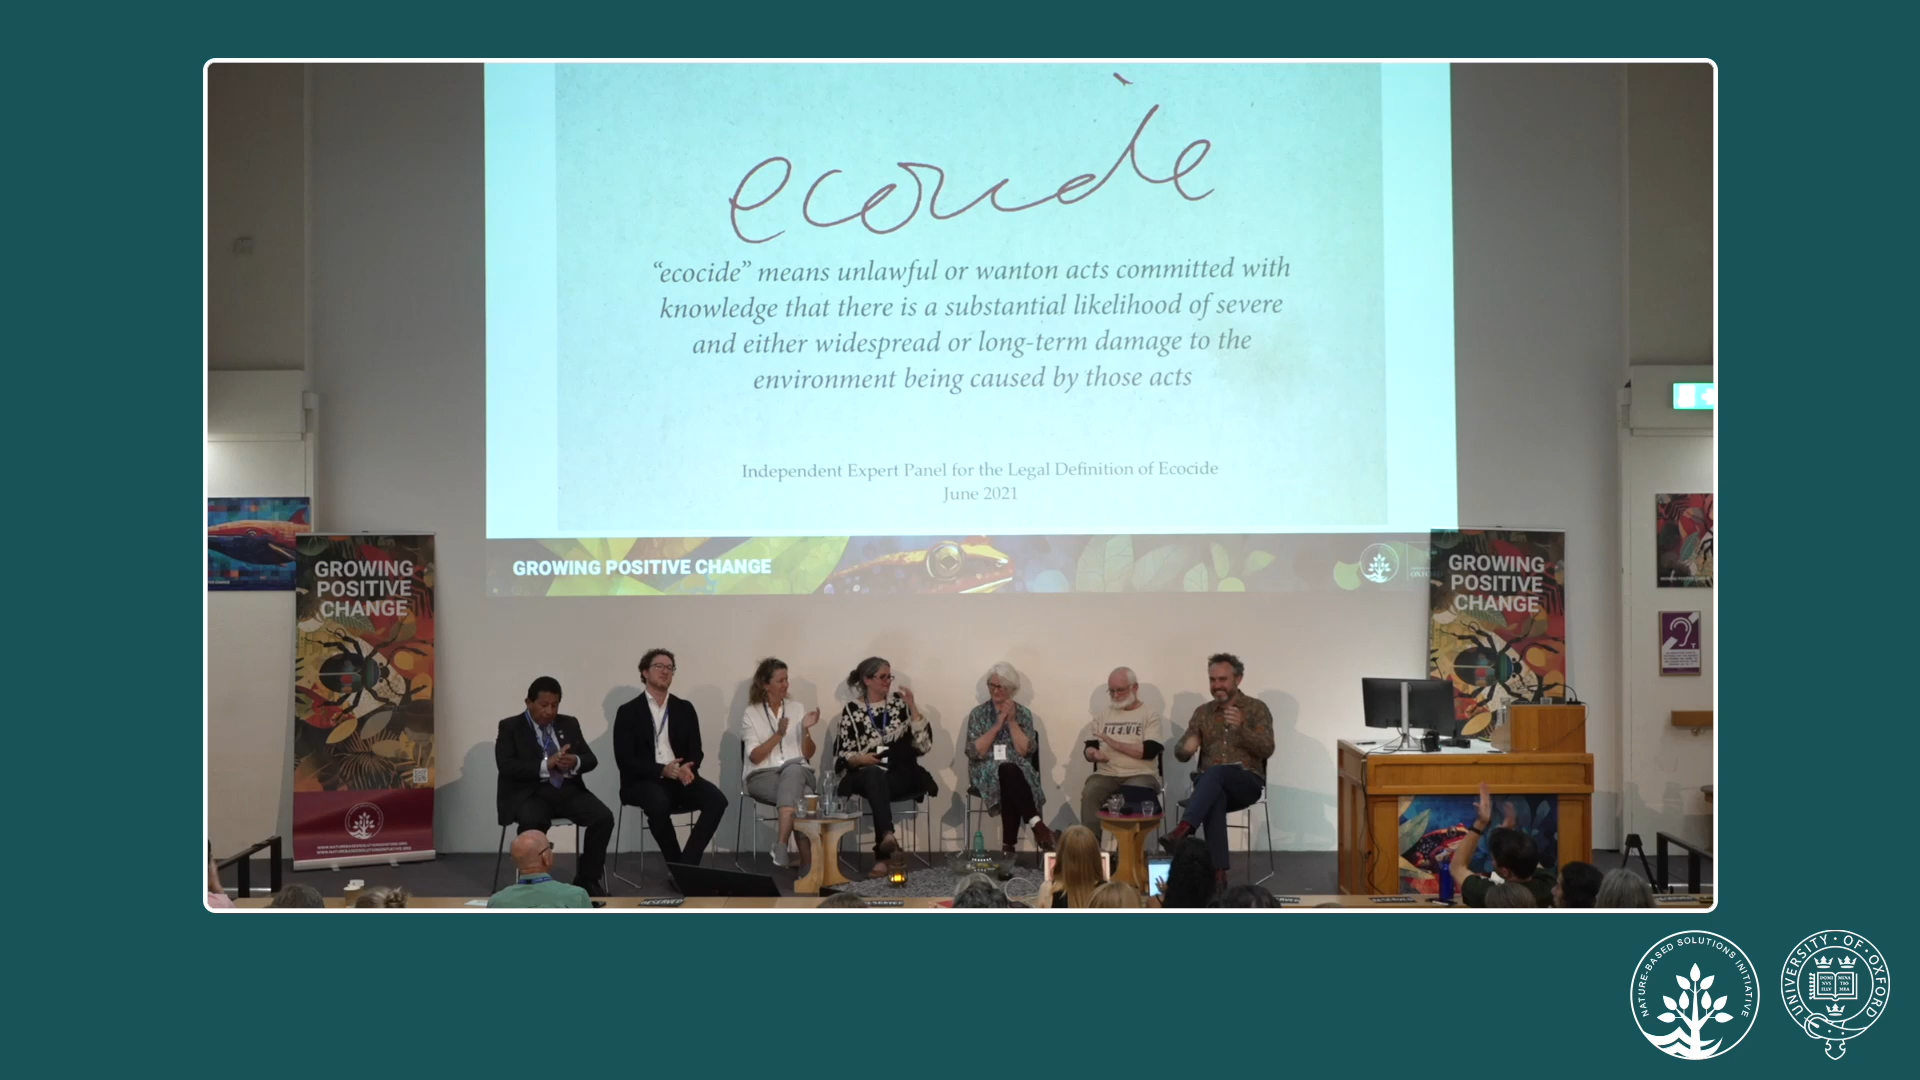 ecocide
“ecocide” means unlawful or wanton acts committed with
knowledge that there is a substantial likelihood of severe
and either widespread or long-term damage to the
environment being caused by those acts
Independent Expert Panel for the Legal Definition of Ecocide
June 2021
GROWING POSITIVE CHANGE
GROWING
POSITIVE
CHANGE
GROWING
POSITIVE
CHANGE
RESERVED
NATURE-BASED SOLUTIONS INITIATIVE
UNIVERSITY · OF · OXFORD